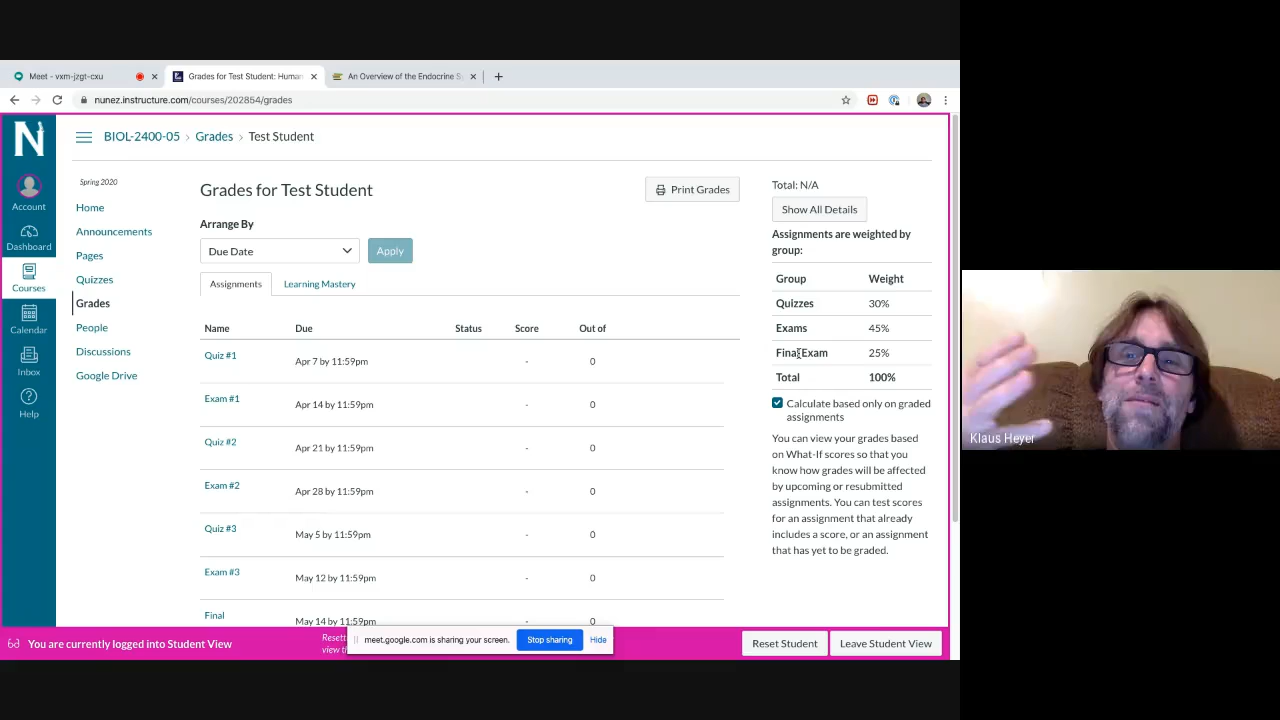 Meet - vxm-jzgt-cxu
Grades for Test Student: Human
An Overview of the Endocrine Sy
nunez.instructure.com/courses/202854/grades
N
Account
Dashboard
Courses
Calendar
Inbox
Help
BIOL-2400-05 › Grades › Test Student
Spring 2020
Home
Announcements
Pages
Quizzes
Grades
People
Discussions
Google Drive
Grades for Test Student
Print Grades
Arrange By
Due Date
Apply
Assignments
Learning Mastery
Name Due Status Score Out of
Quiz #1 Apr 7 by 11:59pm - 0
Exam #1 Apr 14 by 11:59pm - 0
Quiz #2 Apr 21 by 11:59pm - 0
Exam #2 Apr 28 by 11:59pm - 0
Quiz #3 May 5 by 11:59pm - 0
Exam #3 May 12 by 11:59pm - 0
Final May 14 by 11:59pm - 0
Total: N/A
Show All Details
Assignments are weighted by
group:
Group Weight
Quizzes 30%
Exams 45%
Final Exam 25%
Total 100%
Calculate based only on graded
assignments
You can view your grades based
on What-If scores so that you
know how grades will be affected
by upcoming or resubmitted
assignments. You can test scores
for an assignment that already
includes a score, or an assignment
that has yet to be graded.
Klaus Heyer
You are currently logged into Student View
meet.google.com is sharing your screen.
Stop sharing
Hide
Reset Student
Leave Student View